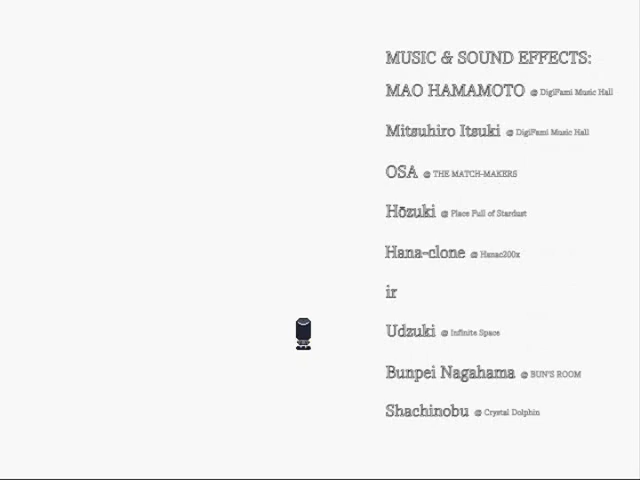 MUSIC & SOUND EFFECTS:
MAO HAMAMOTO @ DigiFami Music Hall
Mitsuhiro Itsuki @ DigiFami Music Hall
OSA @ THE MATCH-MAKERS
Hōzuki @ Place Full of Stardust
Hana-clone @ Hanac200x
ir
Udzuki @ Infinite Space
Bunpei Nagahama @ BUN'S ROOM
Shachinobu @ Crystal Dolphin